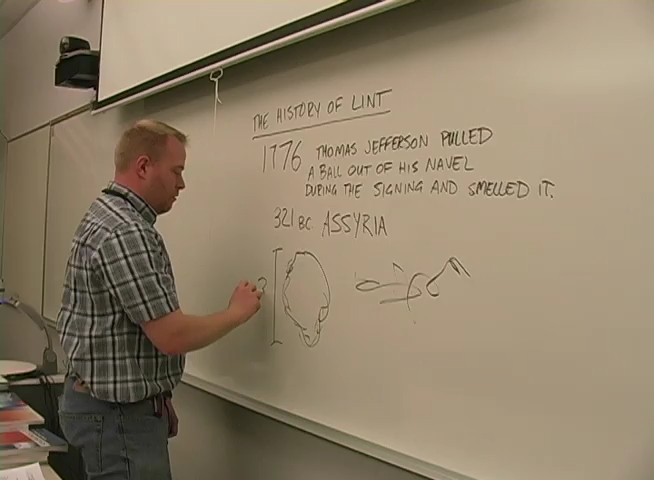 THE HISTORY OF LINT
1776 THOMAS JEFFERSON PULLED
A BALL OUT OF HIS NAVEL
DURING THE SIGNING AND SMELLED IT.
321 BC. ASSYRIA